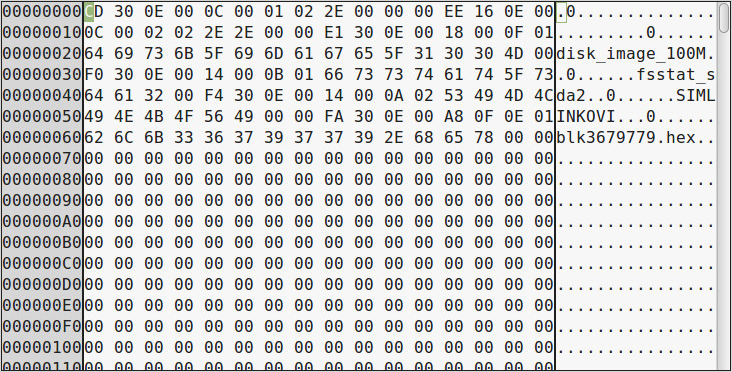 00000000 CD 30 0E 00 0C 00 01 02 2E 00 00 00 EE 16 0E 00 .0..............
00000010 0C 00 02 02 2E 2E 00 00 E1 30 0E 00 18 00 0F 01 .........0......
00000020 64 69 73 6B 5F 69 6D 61 67 65 5F 31 30 30 4D 00 disk_image_100M.
00000030 F0 30 0E 00 14 00 0B 01 66 73 73 74 61 74 5F 73 .0......fsstat_s
00000040 64 61 32 00 F4 30 0E 00 14 00 0A 02 53 49 4D 4C da2..0......SIML
00000050 49 4E 4B 4F 56 49 00 00 FA 30 0E 00 A8 0F 0E 01 INKOVI...0......
00000060 62 6C 6B 33 36 37 39 37 37 39 2E 68 65 78 00 00 blk3679779.hex..
00000070 00 00 00 00 00 00 00 00 00 00 00 00 00 00 00 00 ................
00000080 00 00 00 00 00 00 00 00 00 00 00 00 00 00 00 00 ................
00000090 00 00 00 00 00 00 00 00 00 00 00 00 00 00 00 00 ................
000000A0 00 00 00 00 00 00 00 00 00 00 00 00 00 00 00 00 ................
000000B0 00 00 00 00 00 00 00 00 00 00 00 00 00 00 00 00 ................
000000C0 00 00 00 00 00 00 00 00 00 00 00 00 00 00 00 00 ................
000000D0 00 00 00 00 00 00 00 00 00 00 00 00 00 00 00 00 ................
000000E0 00 00 00 00 00 00 00 00 00 00 00 00 00 00 00 00 ................
000000F0 00 00 00 00 00 00 00 00 00 00 00 00 00 00 00 00 ................
00000100 00 00 00 00 00 00 00 00 00 00 00 00 00 00 00 00 ................
00000110 00 00 00 00 00 00 00 00 00 00 00 00 00 00 00 00